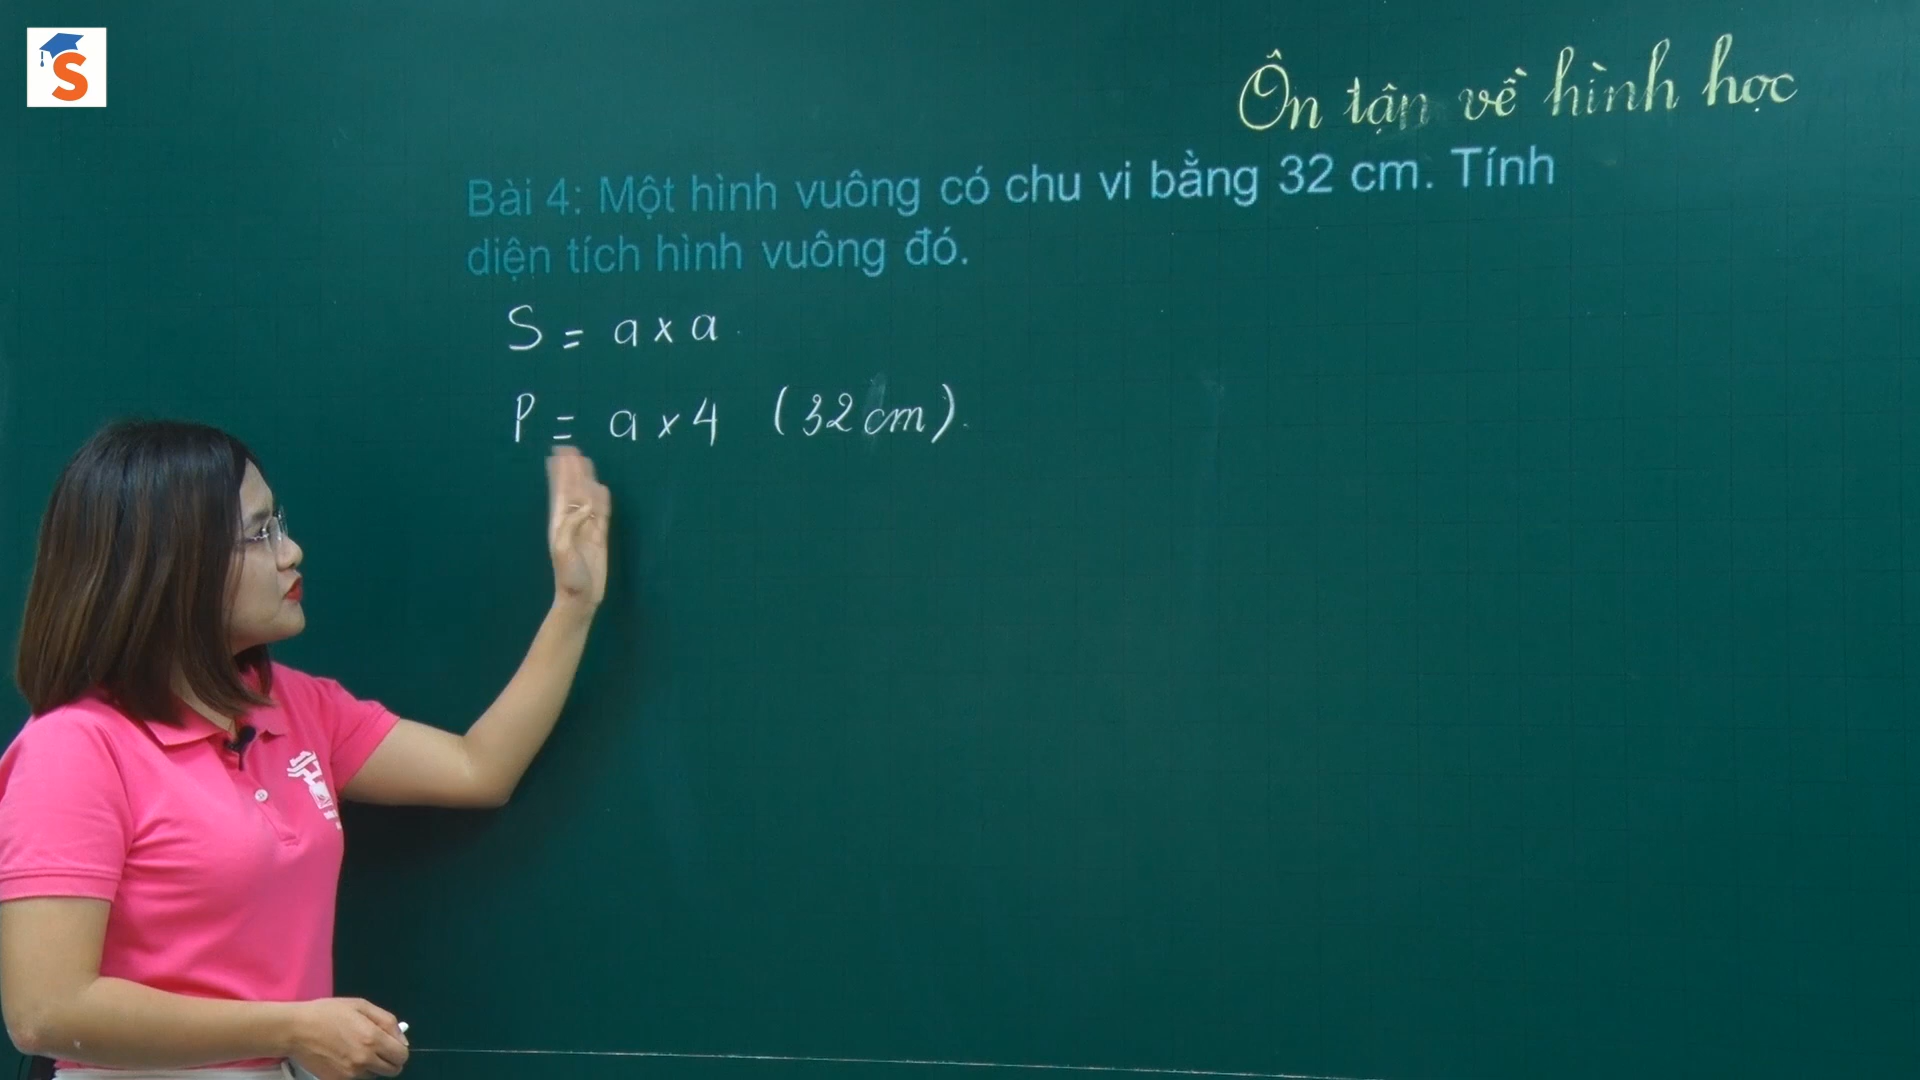 S
Ôn tận về hình học
Bài 4: Một hình vuông có chu vi bằng 32 cm. Tính
diện tích hình vuông đó.
S = a x a
P = a x 4 (32 cm).